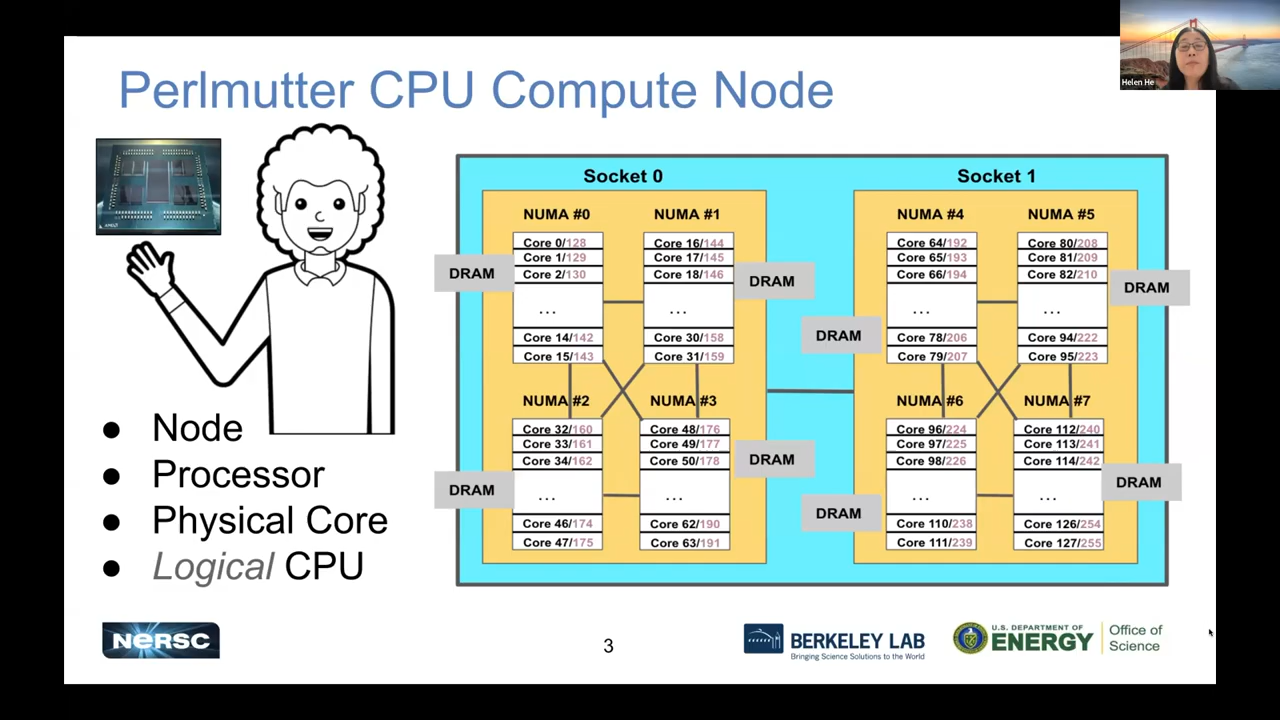 Perlmutter CPU Compute Node
Helen He
AMD
Socket 0
Socket 1
NUMA #0
NUMA #1
NUMA #4
NUMA #5
Core 0/128
Core 1/129
Core 2/130
...
Core 14/142
Core 15/143
Core 16/144
Core 17/145
Core 18/146
...
Core 30/158
Core 31/159
Core 64/192
Core 65/193
Core 66/194
...
Core 78/206
Core 79/207
Core 80/208
Core 81/209
Core 82/210
...
Core 94/222
Core 95/223
DRAM
DRAM
DRAM
DRAM
NUMA #2
NUMA #3
NUMA #6
NUMA #7
Core 32/160
Core 33/161
Core 34/162
...
Core 46/174
Core 47/175
Core 48/176
Core 49/177
Core 50/178
...
Core 62/190
Core 63/191
Core 96/224
Core 97/225
Core 98/226
...
Core 110/238
Core 111/239
Core 112/240
Core 113/241
Core 114/242
...
Core 126/254
Core 127/255
DRAM
DRAM
DRAM
DRAM
● Node
● Processor
● Physical Core
● Logical CPU
NERSC
3
BERKELEY LAB
Bringing Science Solutions to the World
U.S. DEPARTMENT OF
ENERGY
Office of
Science